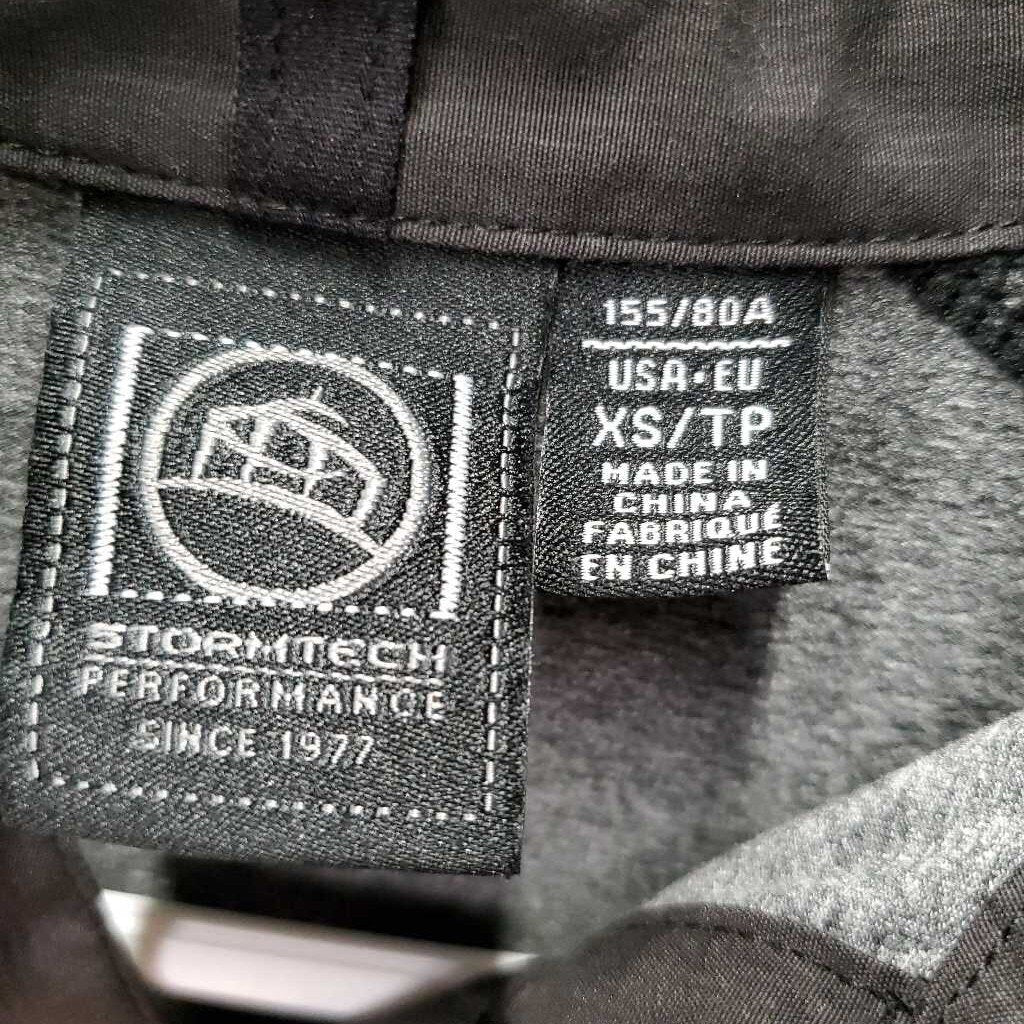 STORMTECH
PERFORMANCE
SINCE 1977
155/80A
USA•EU
XS/TP
MADE IN
CHINA
FABRIQUÉ
EN CHINE